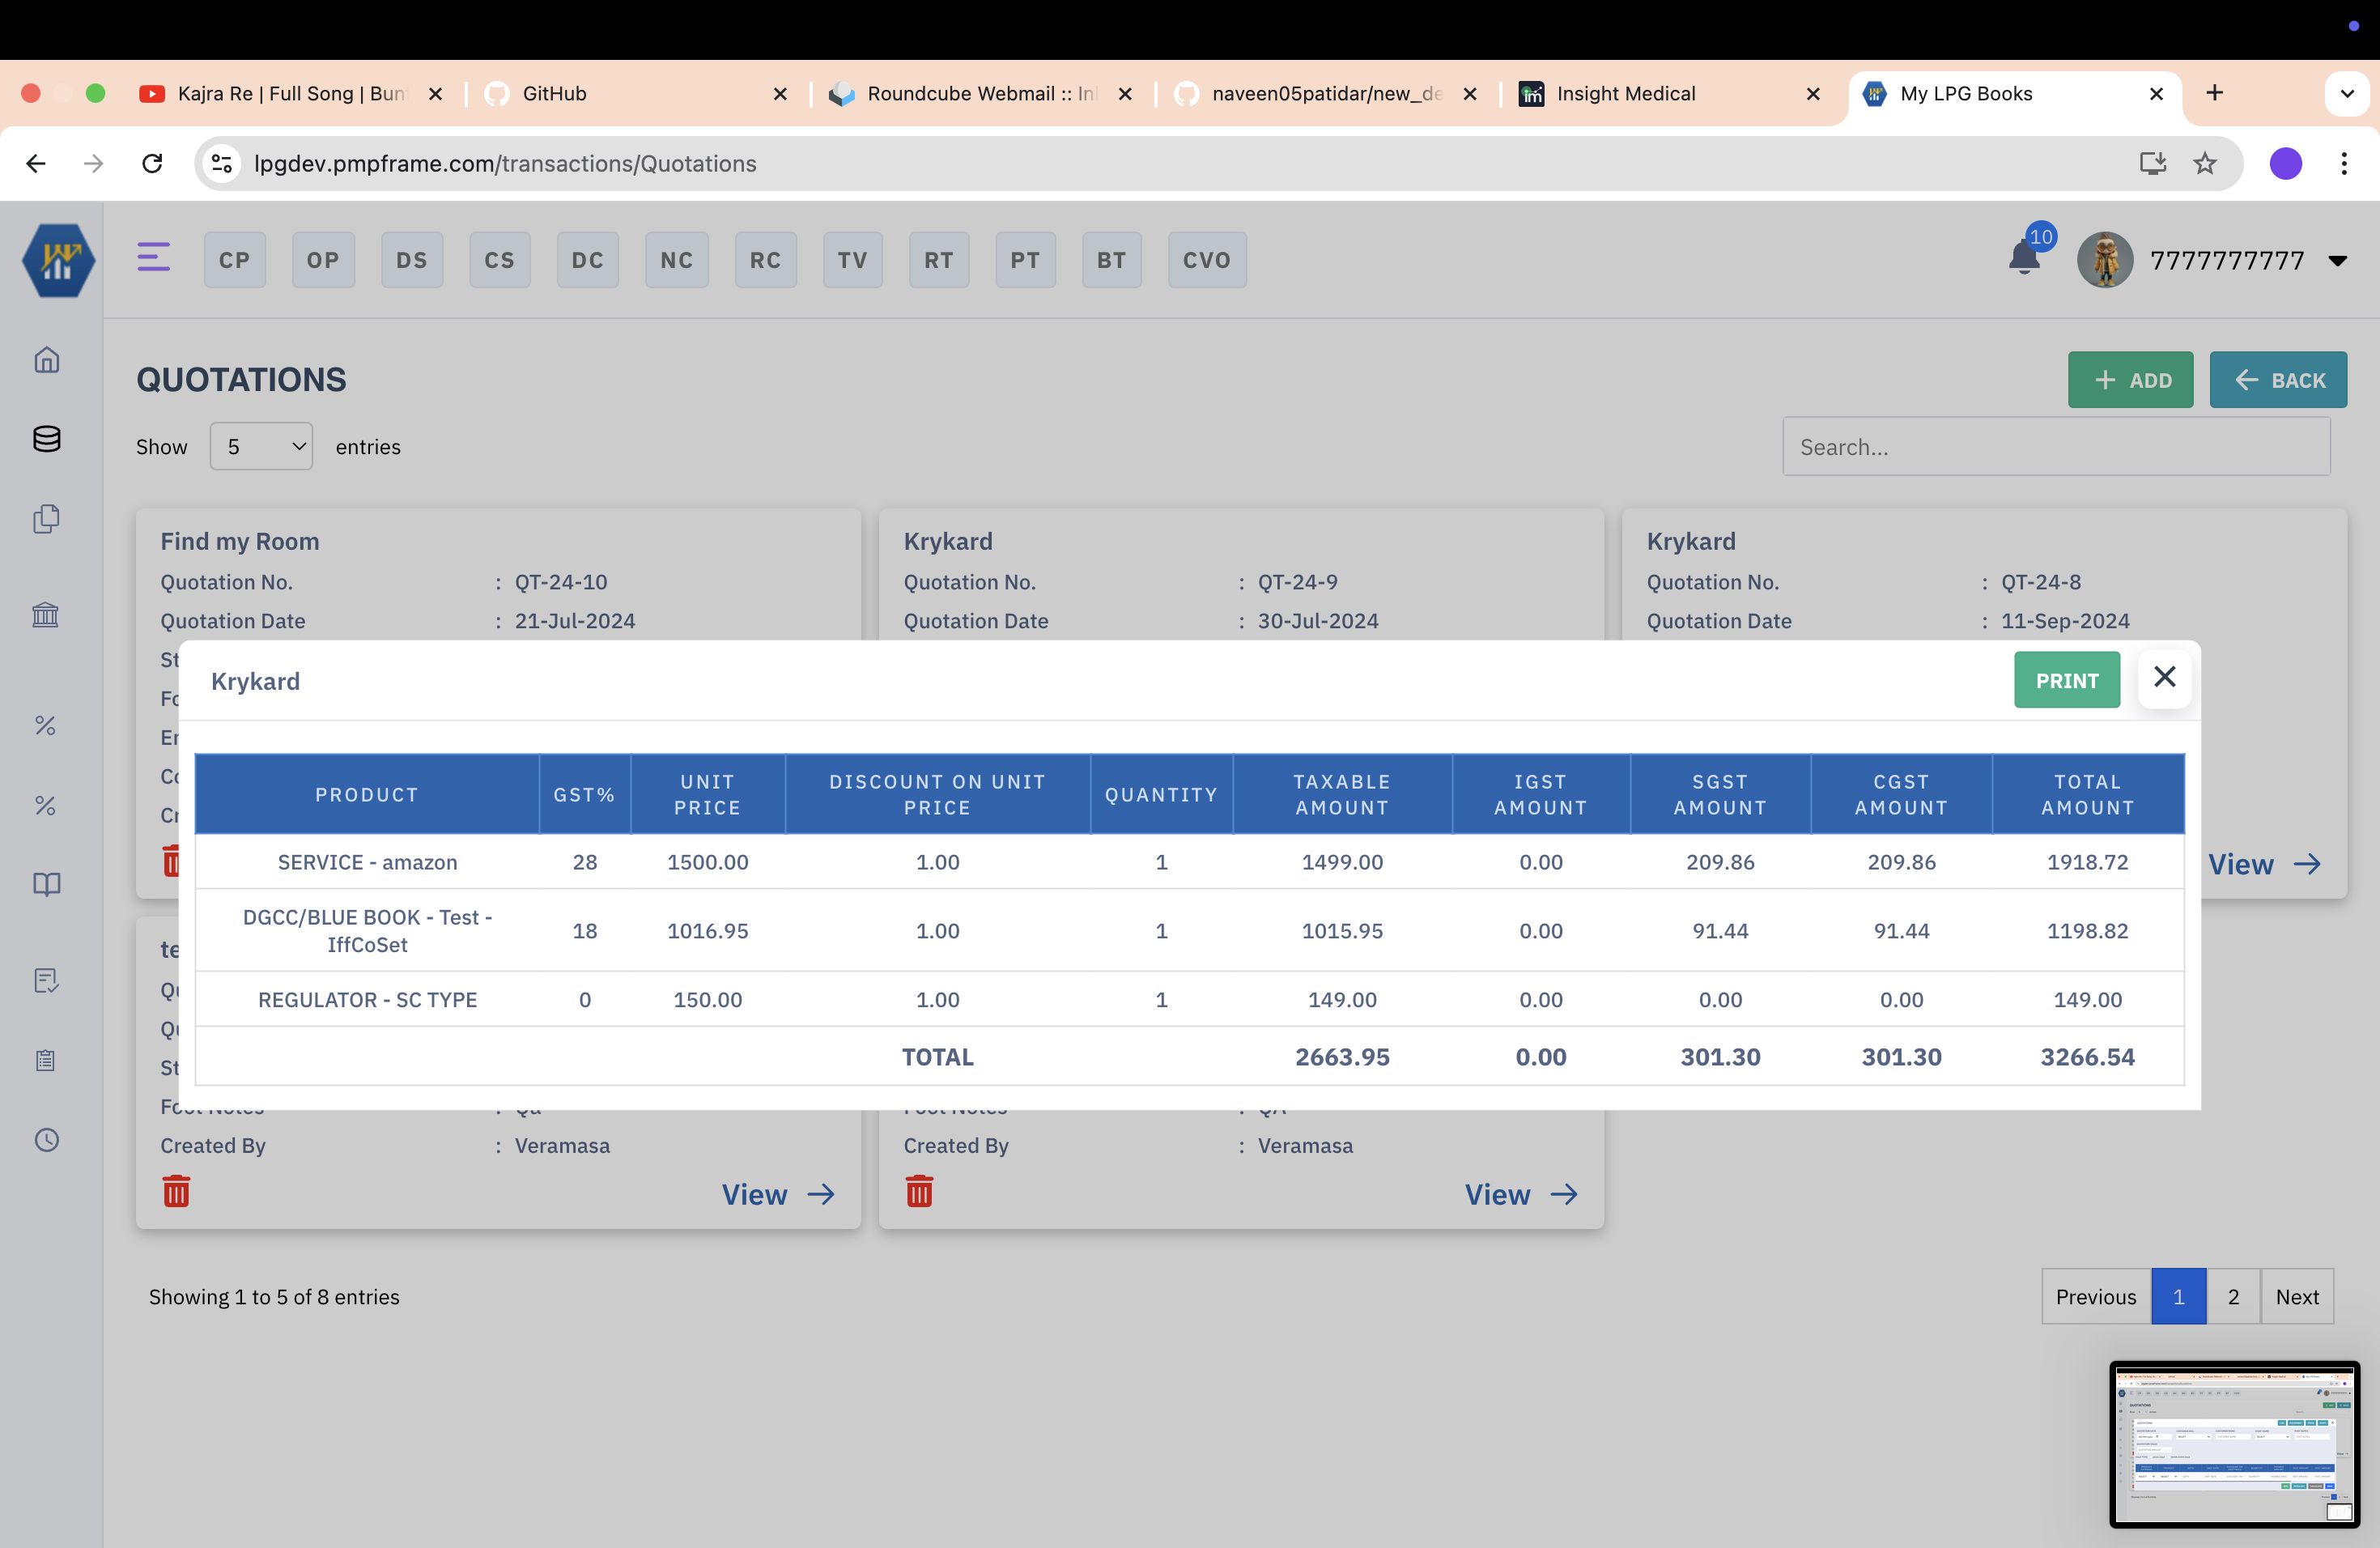 Kajra Re | Full Song | Bun
GitHub
Roundcube Webmail :: In
naveen05patidar/new_de
Insight Medical
My LPG Books
lpgdev.pmpframe.com/transactions/Quotations
CP OP DS CS DC NC RC TV RT PT BT CVO
10
7777777777
QUOTATIONS
+ ADD
BACK
Show 5 entries
Search...
Find my Room
Quotation No. : QT-24-10
Quotation Date : 21-Jul-2024
Krykard
Quotation No. : QT-24-9
Quotation Date : 30-Jul-2024
Krykard
Quotation No. : QT-24-8
Quotation Date : 11-Sep-2024
Krykard
PRINT
PRODUCT GST% UNIT PRICE DISCOUNT ON UNIT PRICE QUANTITY TAXABLE AMOUNT IGST AMOUNT SGST AMOUNT CGST AMOUNT TOTAL AMOUNT
SERVICE - amazon 28 1500.00 1.00 1 1499.00 0.00 209.86 209.86 1918.72
DGCC/BLUE BOOK - Test - IffCoSet 18 1016.95 1.00 1 1015.95 0.00 91.44 91.44 1198.82
REGULATOR - SC TYPE 0 150.00 1.00 1 149.00 0.00 0.00 0.00 149.00
TOTAL 2663.95 0.00 301.30 301.30 3266.54
View
Foot Notes : Qa
Created By : Veramasa
View
Foot Notes : QA
Created By : Veramasa
View
Showing 1 to 5 of 8 entries
Previous 1 2 Next